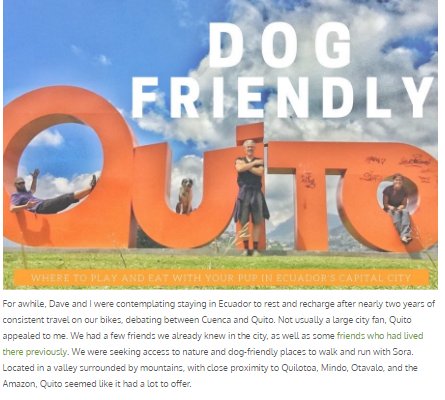 DOG
FRIENDLY
QUITO
WHERE TO PLAY AND EAT WITH YOUR PUP IN ECUADOR'S CAPITAL CITY
For awhile, Dave and I were contemplating staying in Ecuador to rest and recharge after nearly two years of
consistent travel on our bikes, debating between Cuenca and Quito. Not usually a large city fan, Quito
appealed to me. We had a few friends we already knew in the city, as well as some friends who had lived
there previously. We were seeking access to nature and dog-friendly places to walk and run with Sora.
Located in a valley surrounded by mountains, with close proximity to Quilotoa, Mindo, Otavalo, and the
Amazon, Quito seemed like it had a lot to offer.